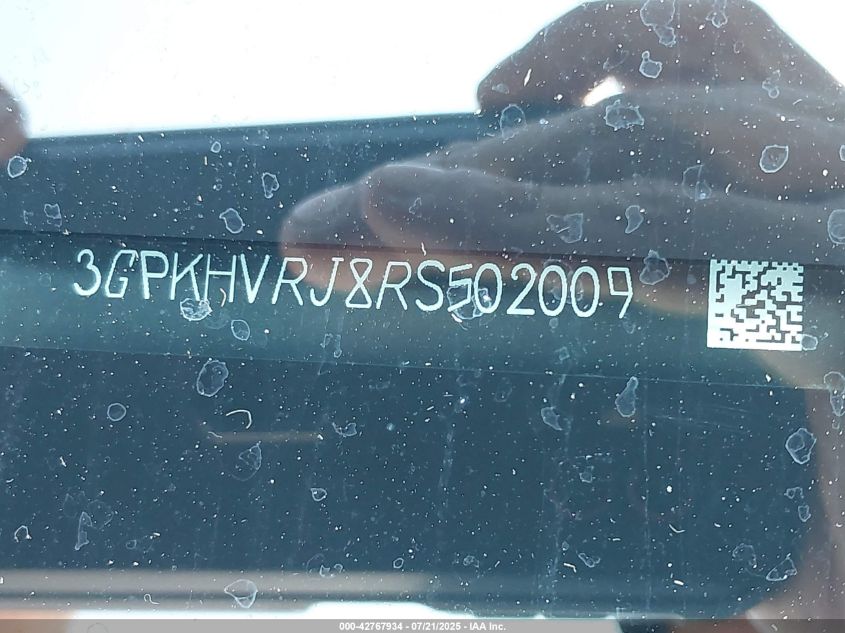 3GPKHVRJ8RS502009
000-42767934 - 07/21/2025 - IAA Inc.